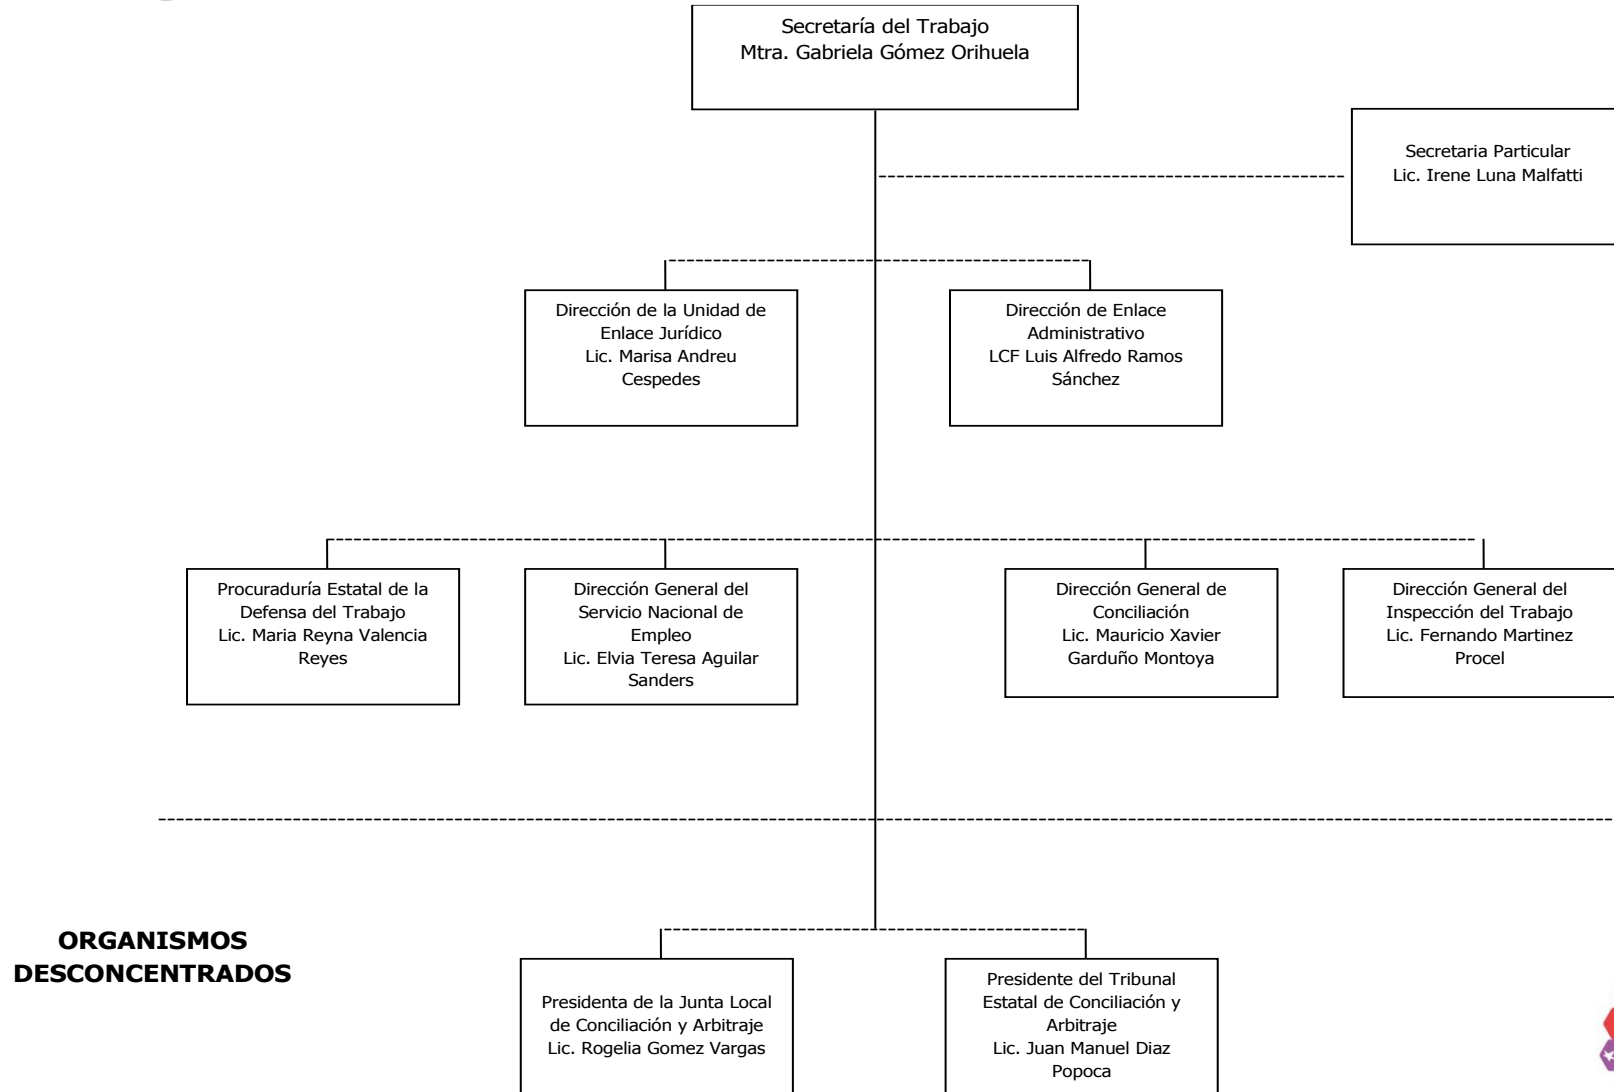 Secretaría del Trabajo
Mtra. Gabriela Gómez Orihuela
Secretaria Particular
Lic. Irene Luna Malfatti
Dirección de la Unidad de
Enlace Jurídico
Lic. Marisa Andreu
Cespedes
Dirección de Enlace
Administrativo
LCF Luis Alfredo Ramos
Sánchez
Procuraduría Estatal de la
Defensa del Trabajo
Lic. Maria Reyna Valencia
Reyes
Dirección General del
Servicio Nacional de
Empleo
Lic. Elvia Teresa Aguilar
Sanders
Dirección General de
Conciliación
Lic. Mauricio Xavier
Garduño Montoya
Dirección General del
Inspección del Trabajo
Lic. Fernando Martinez
Procel
ORGANISMOS
DESCONCENTRADOS
Presidenta de la Junta Local
de Conciliación y Arbitraje
Lic. Rogelia Gomez Vargas
Presidente del Tribunal
Estatal de Conciliación y
Arbitraje
Lic. Juan Manuel Diaz
Popoca